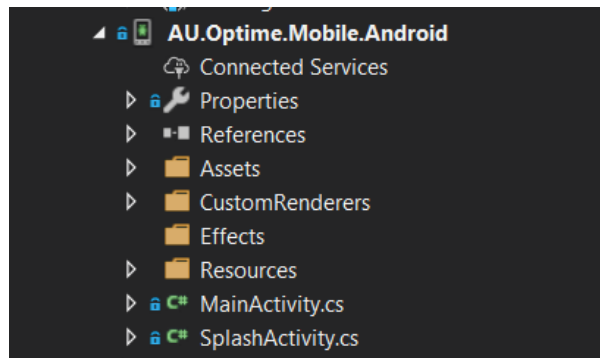 AU.Optime.Mobile.Android
Connected Services
Properties
References
Assets
CustomRenderers
Effects
Resources
C# MainActivity.cs
C# SplashActivity.cs